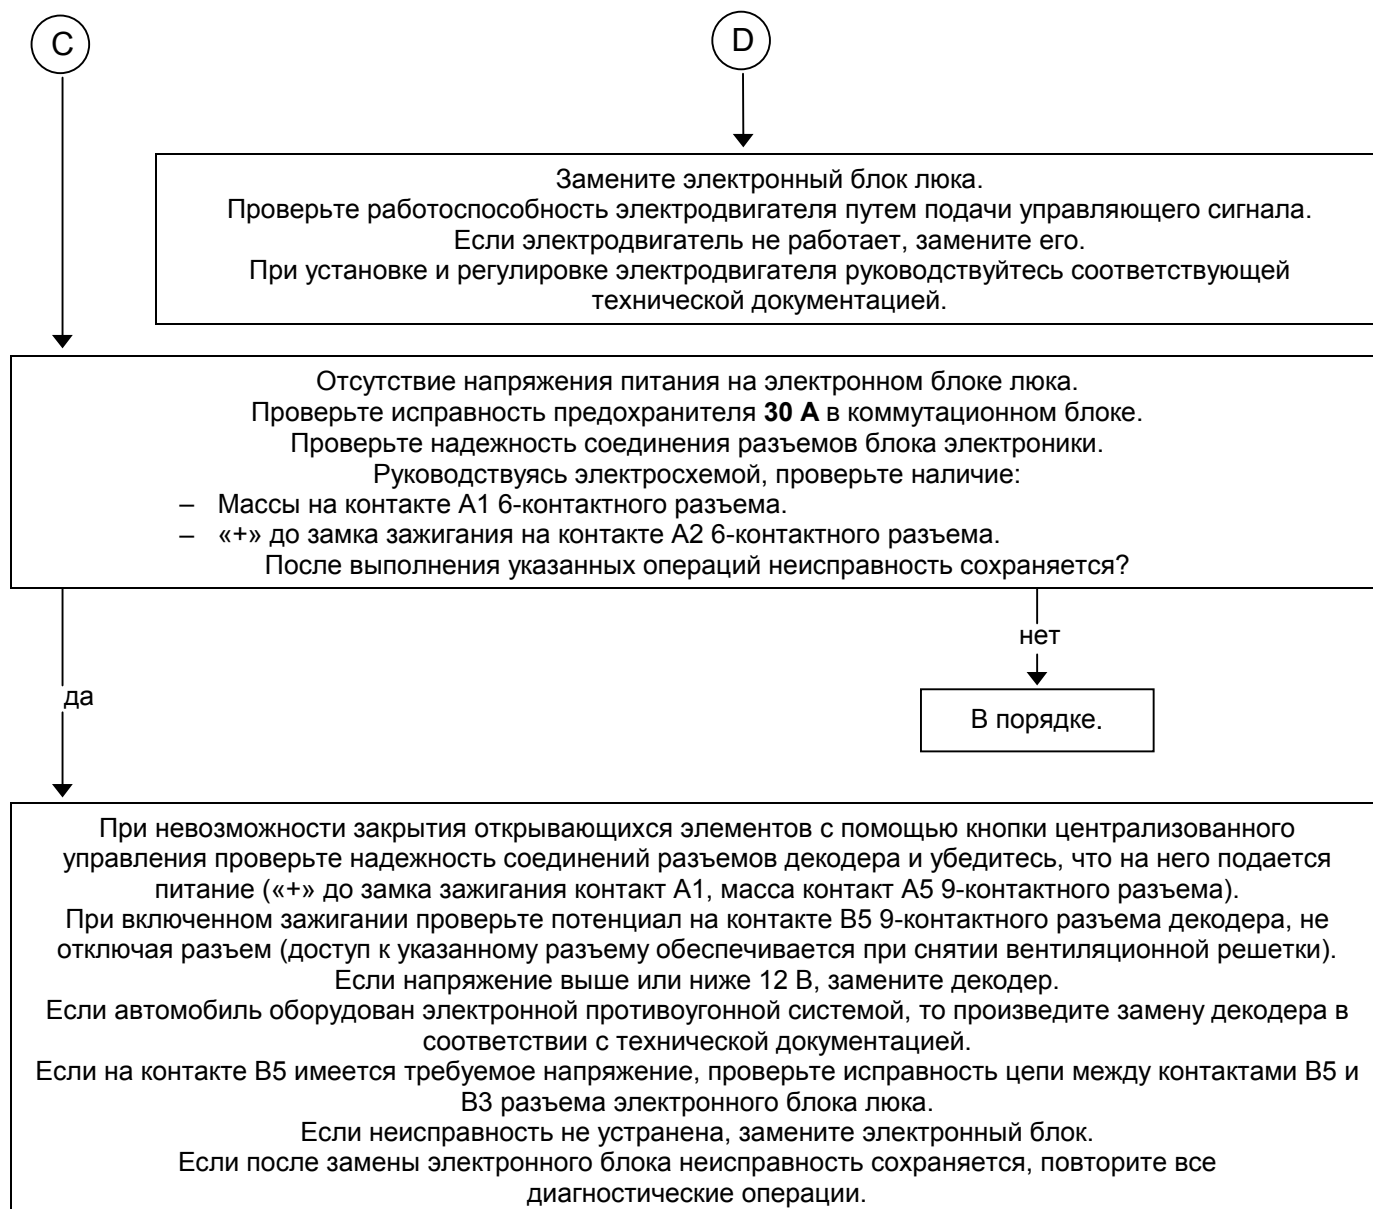 C
D
Замените электронный блок люка.
Проверьте работоспособность электродвигателя путем подачи управляющего сигнала.
Если электродвигатель не работает, замените его.
При установке и регулировке электродвигателя руководствуйтесь соответствующей
технической документацией.
Отсутствие напряжения питания на электронном блоке люка.
Проверьте исправность предохранителя 30 А в коммутационном блоке.
Проверьте надежность соединения разъемов блока электроники.
Руководствуясь электросхемой, проверьте наличие:
– Массы на контакте А1 6-контактного разъема.
– «+» до замка зажигания на контакте А2 6-контактного разъема.
После выполнения указанных операций неисправность сохраняется?
нет
да
В порядке.
При невозможности закрытия открывающихся элементов с помощью кнопки централизованного
управления проверьте надежность соединений разъемов декодера и убедитесь, что на него подается
питание («+» до замка зажигания контакт А1, масса контакт А5 9-контактного разъема).
При включенном зажигании проверьте потенциал на контакте В5 9-контактного разъема декодера, не
отключая разъем (доступ к указанному разъему обеспечивается при снятии вентиляционной решетки).
Если напряжение выше или ниже 12 В, замените декодер.
Если автомобиль оборудован электронной противоугонной системой, то произведите замену декодера в
соответствии с технической документацией.
Если на контакте В5 имеется требуемое напряжение, проверьте исправность цепи между контактами В5 и
В3 разъема электронного блока люка.
Если неисправность не устранена, замените электронный блок.
Если после замены электронного блока неисправность сохраняется, повторите все
диагностические операции.